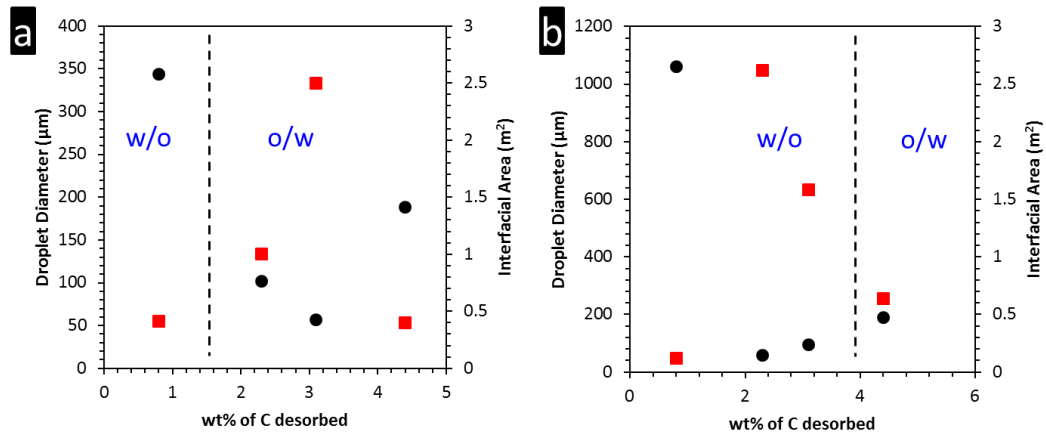 a
400
350
300
250
200
150
100
50
0
Droplet Diameter (µm)
w/o
o/w
3
2.5
2
1.5
1
0.5
0
Interfacial Area (m²)
0 1 2 3 4 5 6
wt% of C desorbed
b
1200
1000
800
600
400
200
0
Droplet Diameter (µm)
w/o
o/w
3
2.5
2
1.5
1
0.5
0
Interfacial Area (m²)
0 2 4 6
wt% of C desorbed